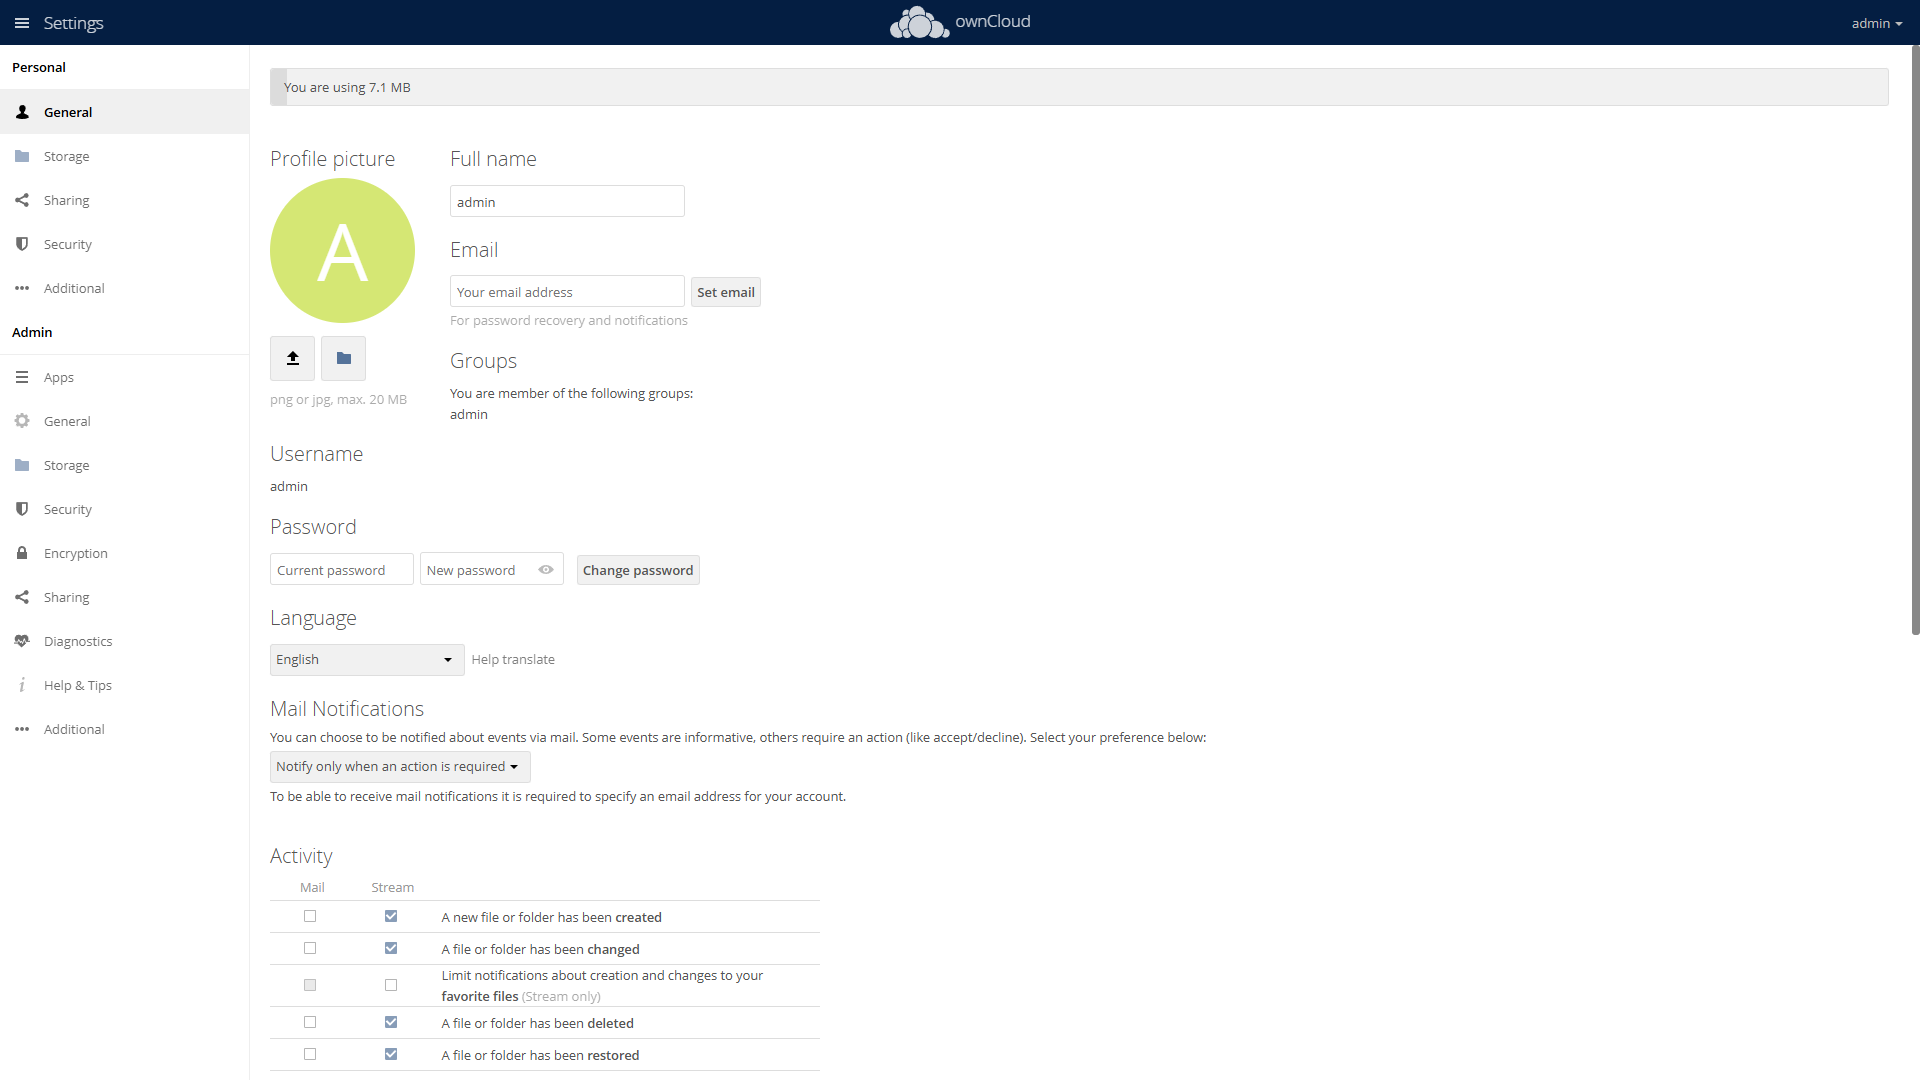 Settings
ownCloud
admin
Personal
General
Storage
Sharing
Security
Additional
Admin
Apps
General
Storage
Security
Encryption
Sharing
Diagnostics
Help & Tips
Additional
You are using 7.1 MB
Profile picture
A
png or jpg, max. 20 MB
Full name
admin
Email
Your email address
Set email
For password recovery and notifications
Groups
You are member of the following groups:
admin
Username
admin
Password
Current password
New password
Change password
Language
English
Help translate
Mail Notifications
You can choose to be notified about events via mail. Some events are informative, others require an action (like accept/decline). Select your preference below:
Notify only when an action is required
To be able to receive mail notifications it is required to specify an email address for your account.
Activity
Mail Stream
A new file or folder has been created
A file or folder has been changed
Limit notifications about creation and changes to your
favorite files (Stream only)
A file or folder has been deleted
A file or folder has been restored